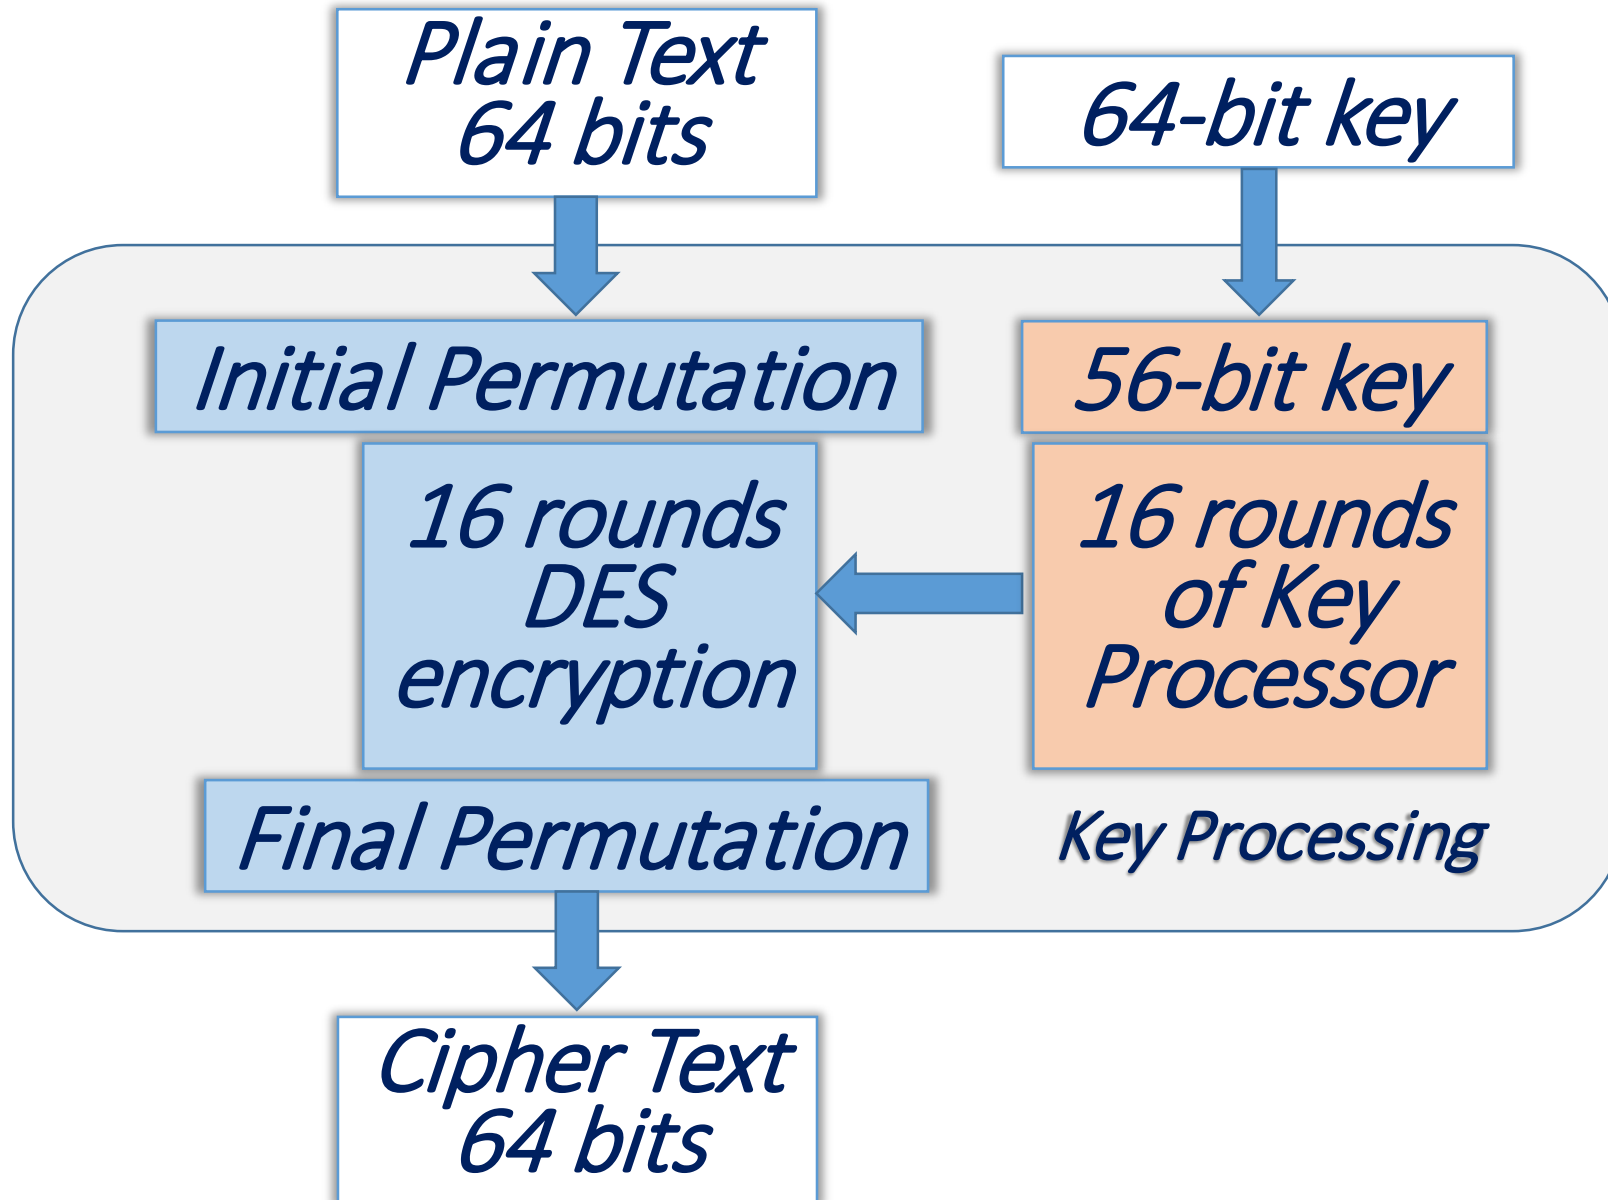 Plain Text
64 bits
64-bit key
Initial Permutation
56-bit key
16 rounds
DES
encryption
16 rounds
of Key
Processor
Final Permutation
Key Processing
Cipher Text
64 bits